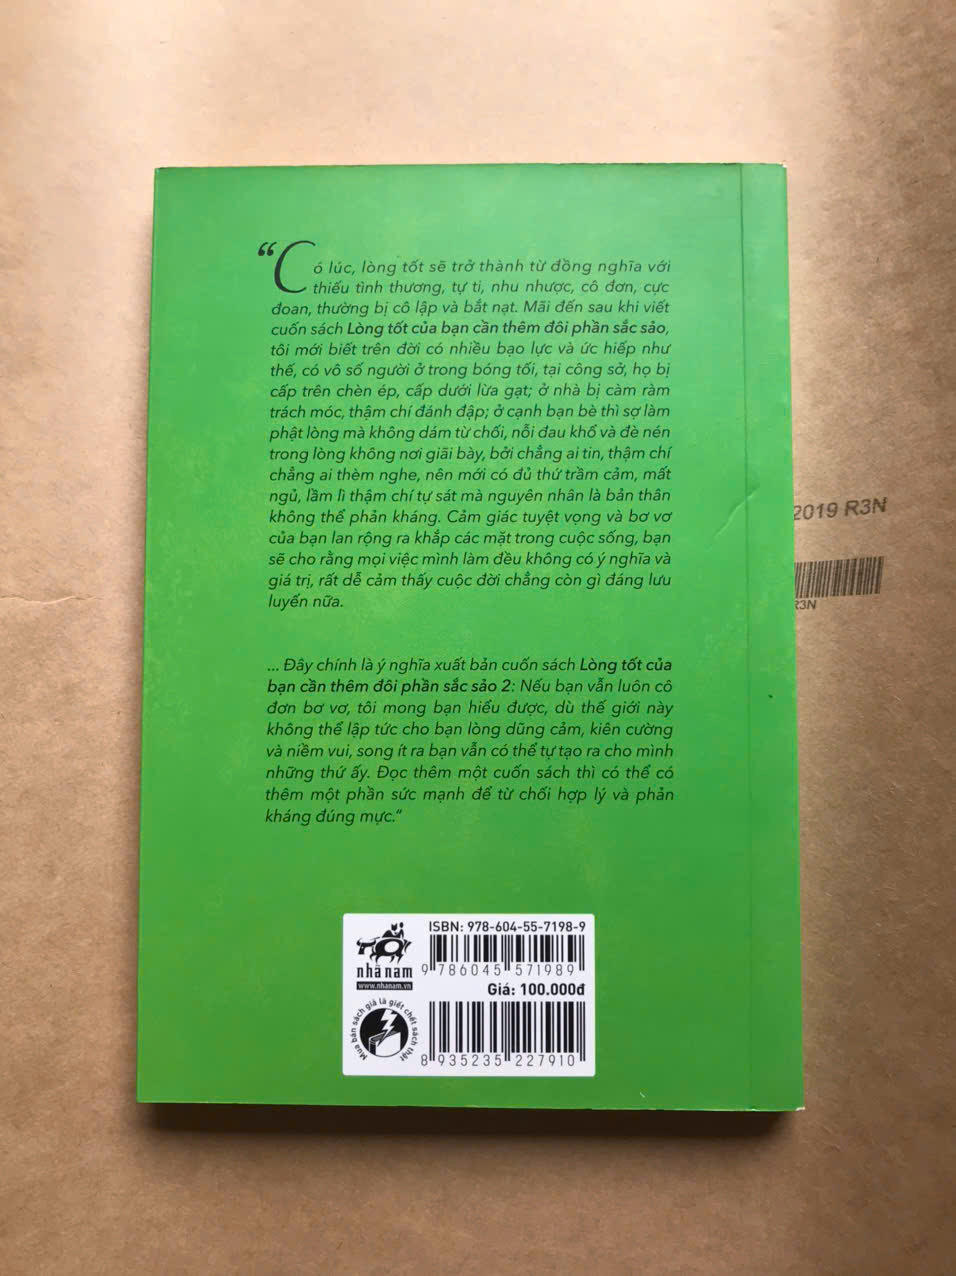 “Có lúc, lòng tốt sẽ trở thành từ đồng nghĩa với
thiếu tình thương, tự ti, nhu nhược, cô đơn, cực
đoan, thường bị cô lập và bắt nạt. Mãi đến sau khi viết
cuốn sách Lòng tốt của bạn cần thêm đôi phần sắc sảo,
tôi mới biết trên đời có nhiều bạo lực và ức hiếp như
thế, có vô số người ở trong bóng tối, tại công sở, họ bị
cấp trên chèn ép, cấp dưới lừa gạt; ở nhà bị càm ràm
trách móc, thậm chí đánh đập; ở cạnh bạn bè thì sợ làm
phật lòng mà không dám từ chối, nỗi đau khổ và đè nén
trong lòng không nơi giãi bày, bởi chẳng ai tin, thậm chí
chẳng ai thèm nghe, nên mới có đủ thứ trầm cảm, mất
ngủ, lầm lì thậm chí tự sát mà nguyên nhân là bản thân
không thể phản kháng. Cảm giác tuyệt vọng và bơ vơ
của bạn lan rộng ra khắp các mặt trong cuộc sống, bạn
sẽ cho rằng mọi việc mình làm đều không có ý nghĩa và
giá trị, rất dễ cảm thấy cuộc đời chẳng còn gì đáng lưu
luyến nữa.
... Đây chính là ý nghĩa xuất bản cuốn sách Lòng tốt của
bạn cần thêm đôi phần sắc sảo 2: Nếu bạn vẫn luôn cô
đơn bơ vơ, tôi mong bạn hiểu được, dù thế giới này
không thể lập tức cho bạn lòng dũng cảm, kiên cường
và niềm vui, song ít ra bạn vẫn có thể tự tạo ra cho mình
những thứ ấy. Đọc thêm một cuốn sách thì có thể có
thêm một phần sức mạnh để từ chối hợp lý và phản
kháng đúng mực.”
2019 R3N
R3N
nhã nam
www.nhanam.vn
ISBN: 978-604-55-7198-9
9 786045 571989
Giá: 100.000đ
Mua bán sách giả là giết chết sách thật
8 935235 227910